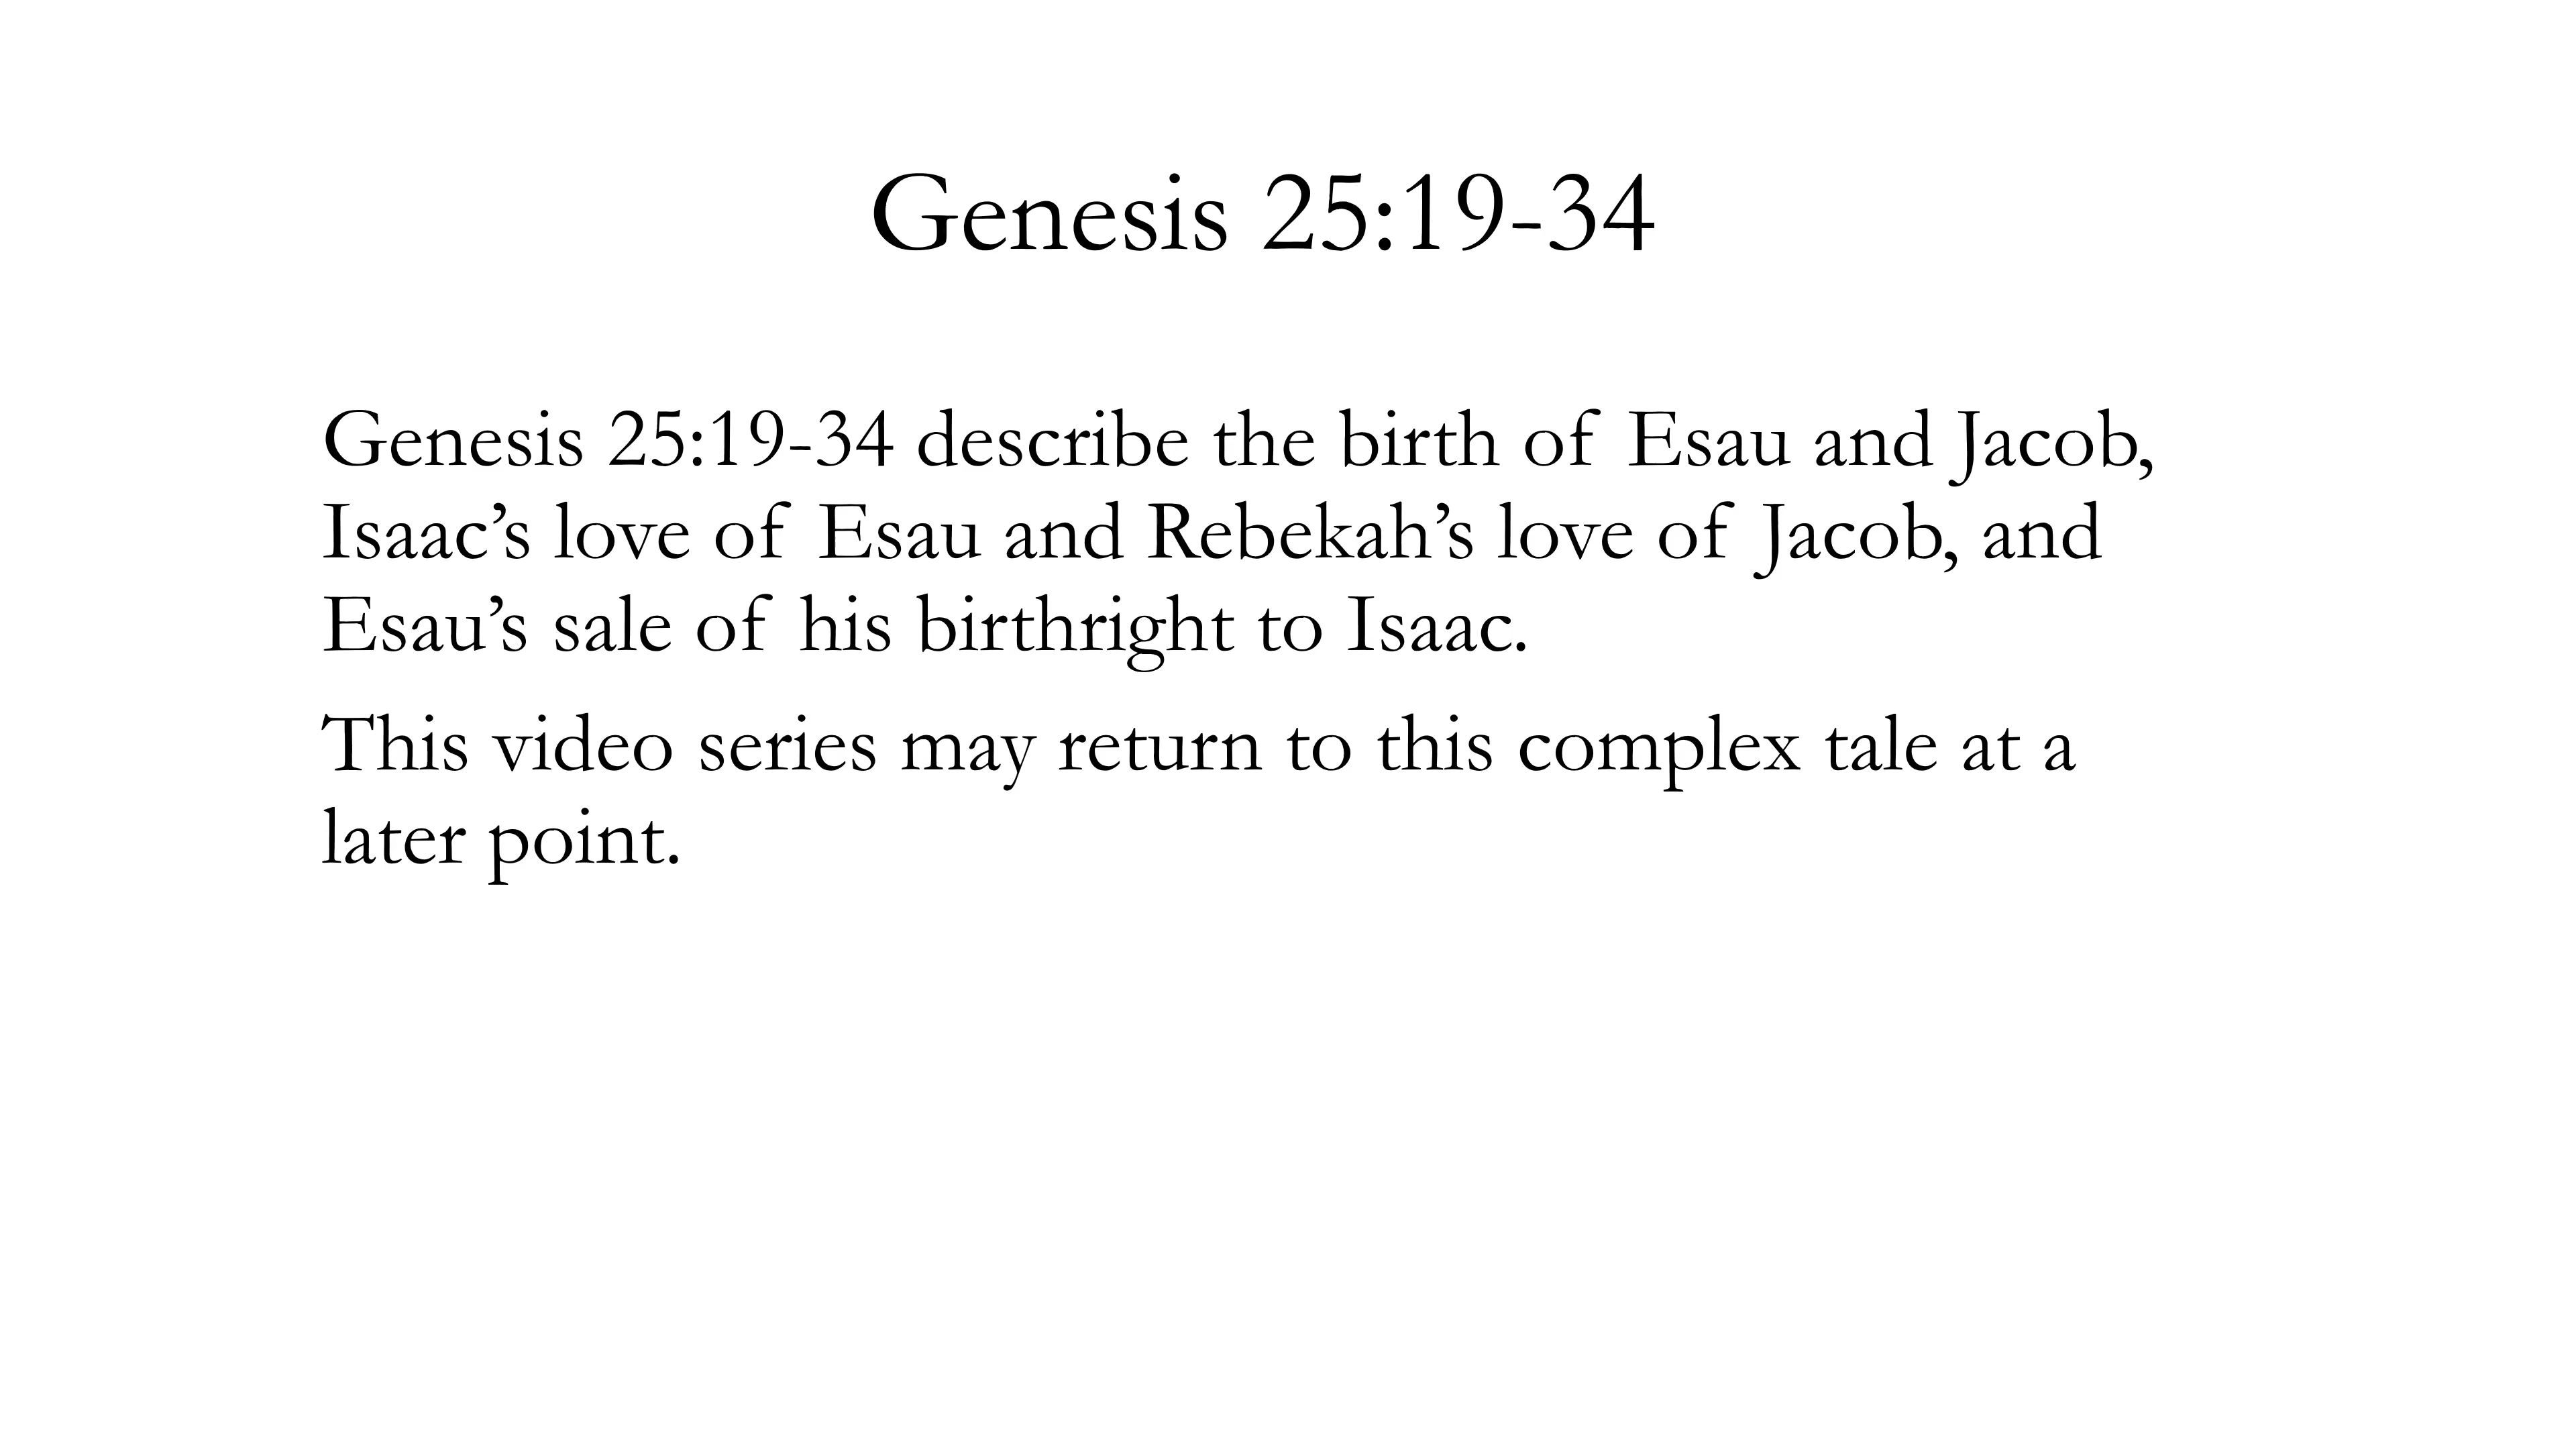 Genesis 25:19-34
Genesis 25:19-34 describe the birth of Esau and Jacob,
Isaac’s love of Esau and Rebekah’s love of Jacob, and
Esau’s sale of his birthright to Isaac.
This video series may return to this complex tale at a
later point.